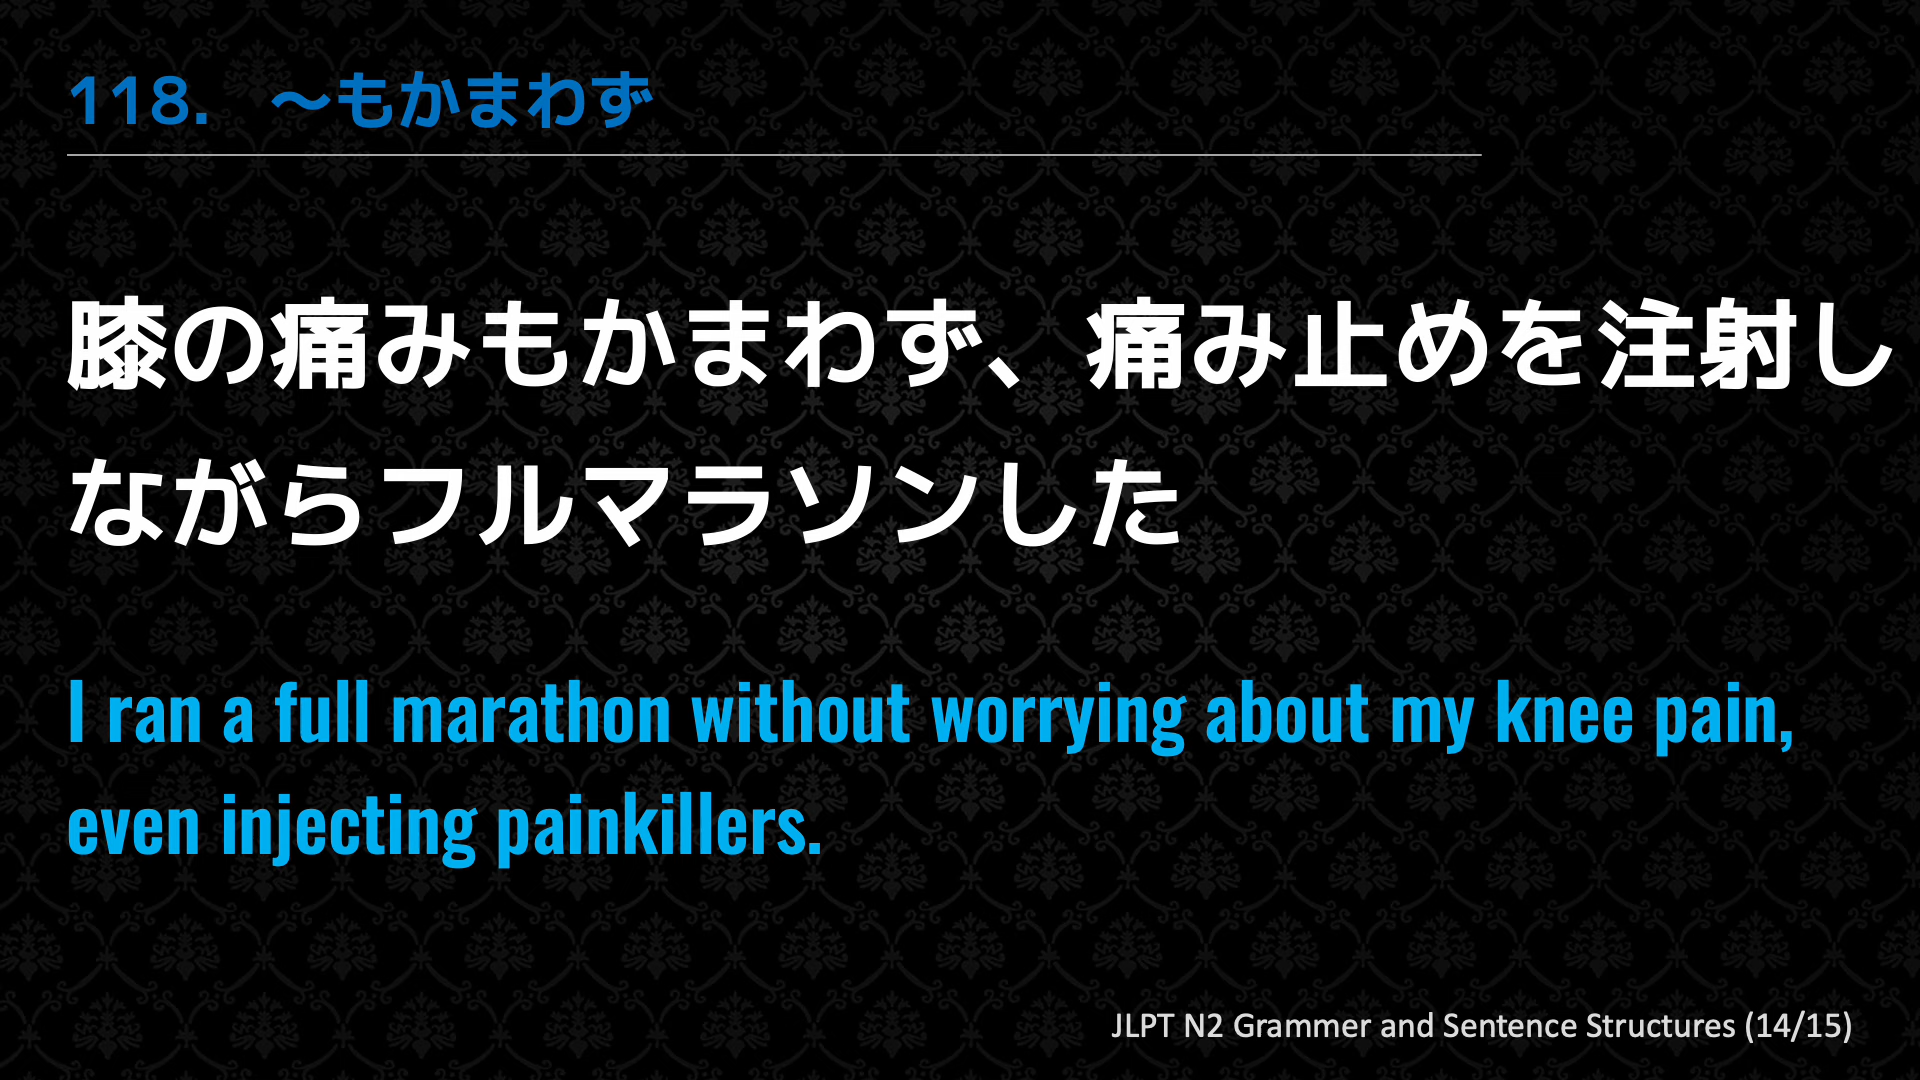 118.　～もかまわず
膝の痛みもかまわず、痛み止めを注射し
ながらフルマラソンした
I ran a full marathon without worrying about my knee pain,
even injecting painkillers.
JLPT N2 Grammer and Sentence Structures (14/15)